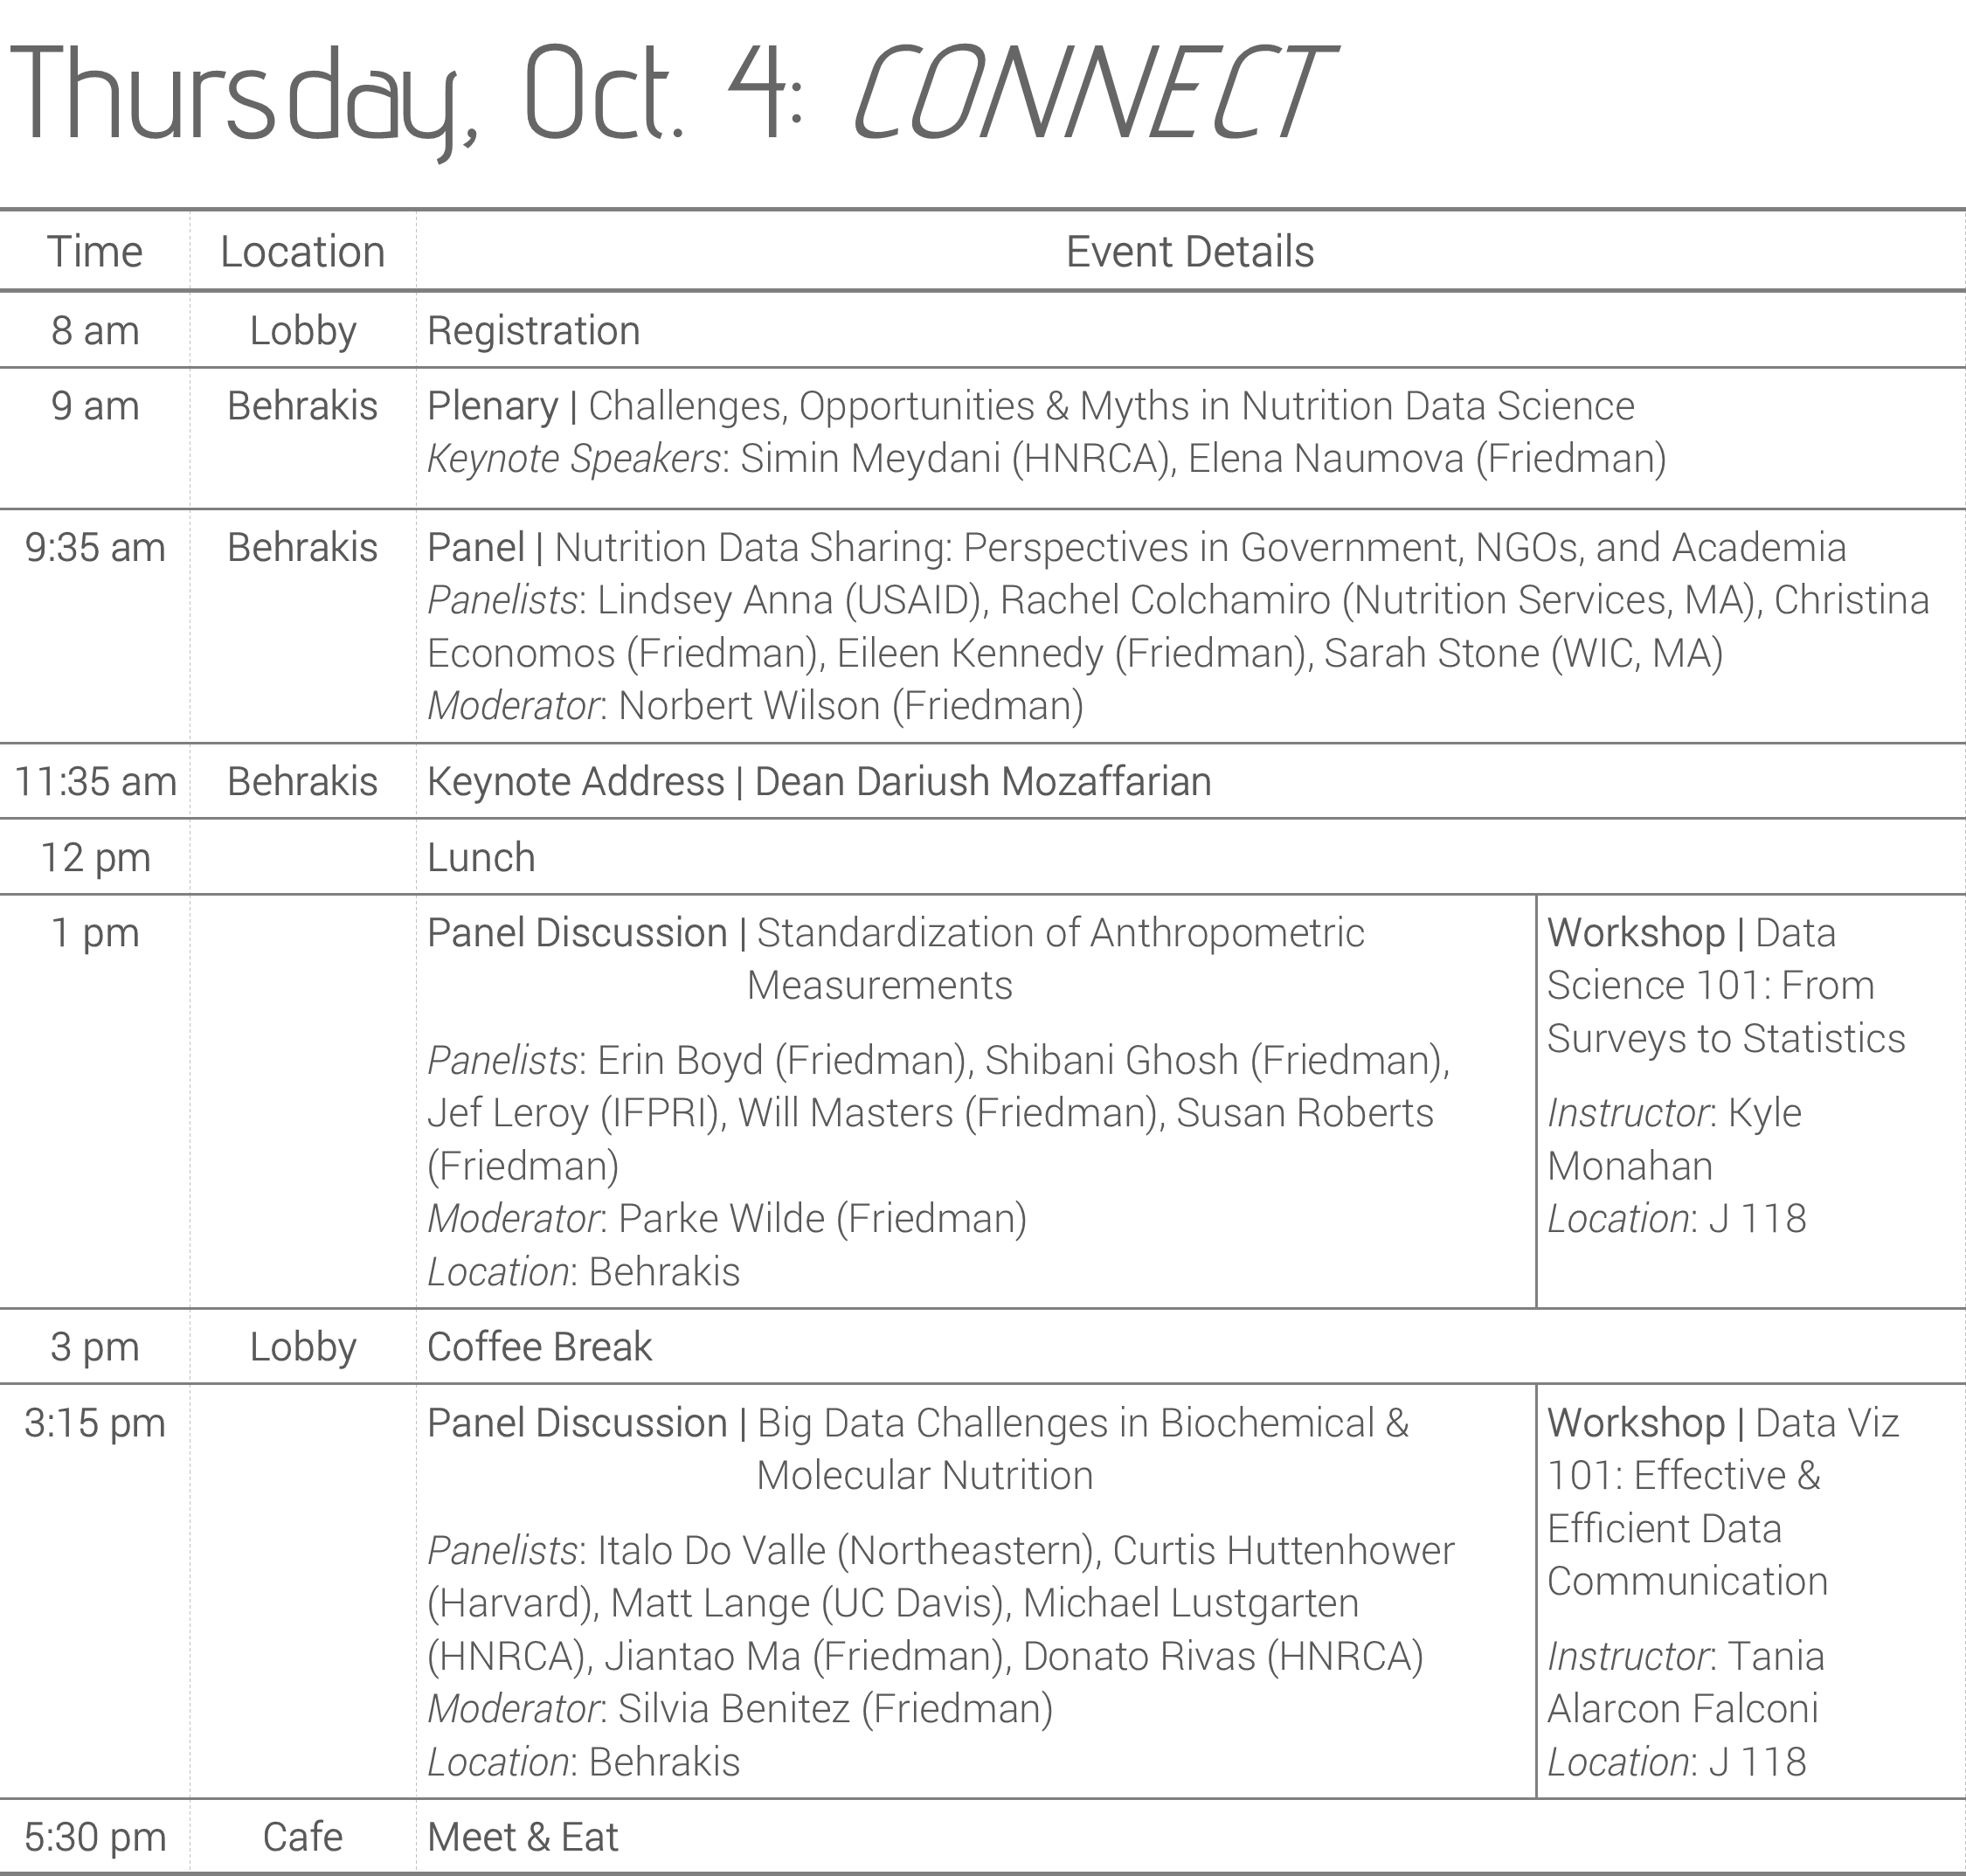 Thursday, Oct. 4: CONNECT
Time Location Event Details
8 am Lobby Registration
9 am Behrakis Plenary | Challenges, Opportunities & Myths in Nutrition Data Science
Keynote Speakers: Simin Meydani (HNRCA), Elena Naumova (Friedman)
9:35 am Behrakis Panel | Nutrition Data Sharing: Perspectives in Government, NGOs, and Academia
Panelists: Lindsey Anna (USAID), Rachel Colchamiro (Nutrition Services, MA), Christina
Economos (Friedman), Eileen Kennedy (Friedman), Sarah Stone (WIC, MA)
Moderator: Norbert Wilson (Friedman)
11:35 am Behrakis Keynote Address | Dean Dariush Mozaffarian
12 pm Lunch
1 pm
Panel Discussion | Standardization of Anthropometric
Measurements
Panelists: Erin Boyd (Friedman), Shibani Ghosh (Friedman),
Jef Leroy (IFPRI), Will Masters (Friedman), Susan Roberts
(Friedman)
Moderator: Parke Wilde (Friedman)
Location: Behrakis
Workshop | Data
Science 101: From
Surveys to Statistics
Instructor: Kyle
Monahan
Location: J 118
3 pm Lobby Coffee Break
3:15 pm
Panel Discussion | Big Data Challenges in Biochemical &
Molecular Nutrition
Panelists: Italo Do Valle (Northeastern), Curtis Huttenhower
(Harvard), Matt Lange (UC Davis), Michael Lustgarten
(HNRCA), Jiantao Ma (Friedman), Donato Rivas (HNRCA)
Moderator: Silvia Benitez (Friedman)
Location: Behrakis
Workshop | Data Viz
101: Effective &
Efficient Data
Communication
Instructor: Tania
Alarcon Falconi
Location: J 118
5:30 pm Cafe Meet & Eat